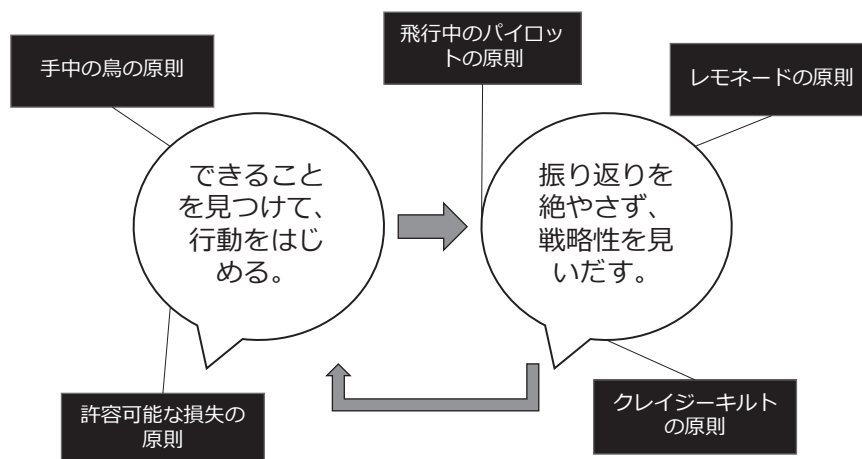 手中の鳥の原則
飛行中のパイロッ
トの原則
レモネードの原則
できること
を見つけて、
行動をはじ
める。
振り返りを
絶やさず、
戦略性を見
いだす。
許容可能な損失の
原則
クレイジーキルト
の原則